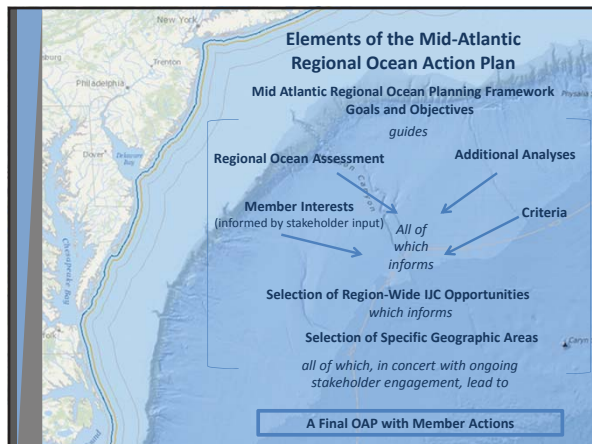 New York
Trenton
Philadelphia
Dover
Delaware
Bay
Chesapeake Bay
Elements of the Mid-Atlantic
Regional Ocean Action Plan
Mid Atlantic Regional Ocean Planning Framework
Goals and Objectives
guides
Regional Ocean Assessment
Additional Analyses
Canyon
Member Interests
(informed by stakeholder input)
Criteria
All of
which
informs
Selection of Region-Wide IJC Opportunities
which informs
Selection of Specific Geographic Areas
Caryn
all of which, in concert with ongoing
stakeholder engagement, lead to
A Final OAP with Member Actions